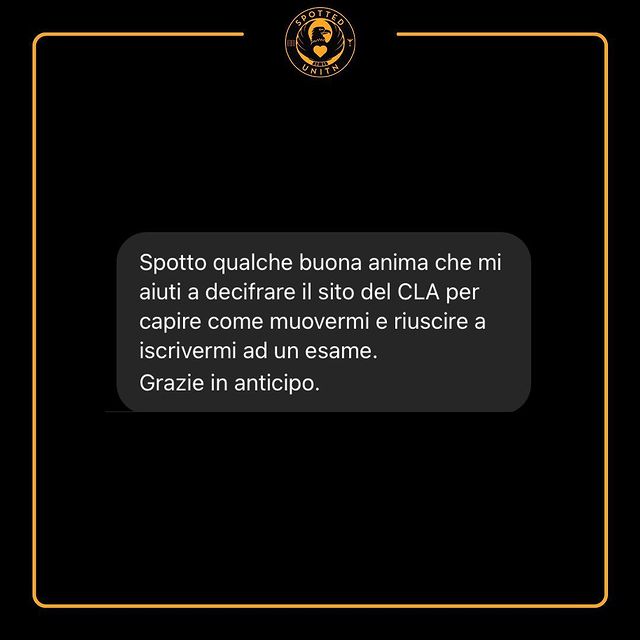 SPOTTED
UNITN
Spotto qualche buona anima che mi
aiuti a decifrare il sito del CLA per
capire come muovermi e riuscire a
iscrivermi ad un esame.
Grazie in anticipo.